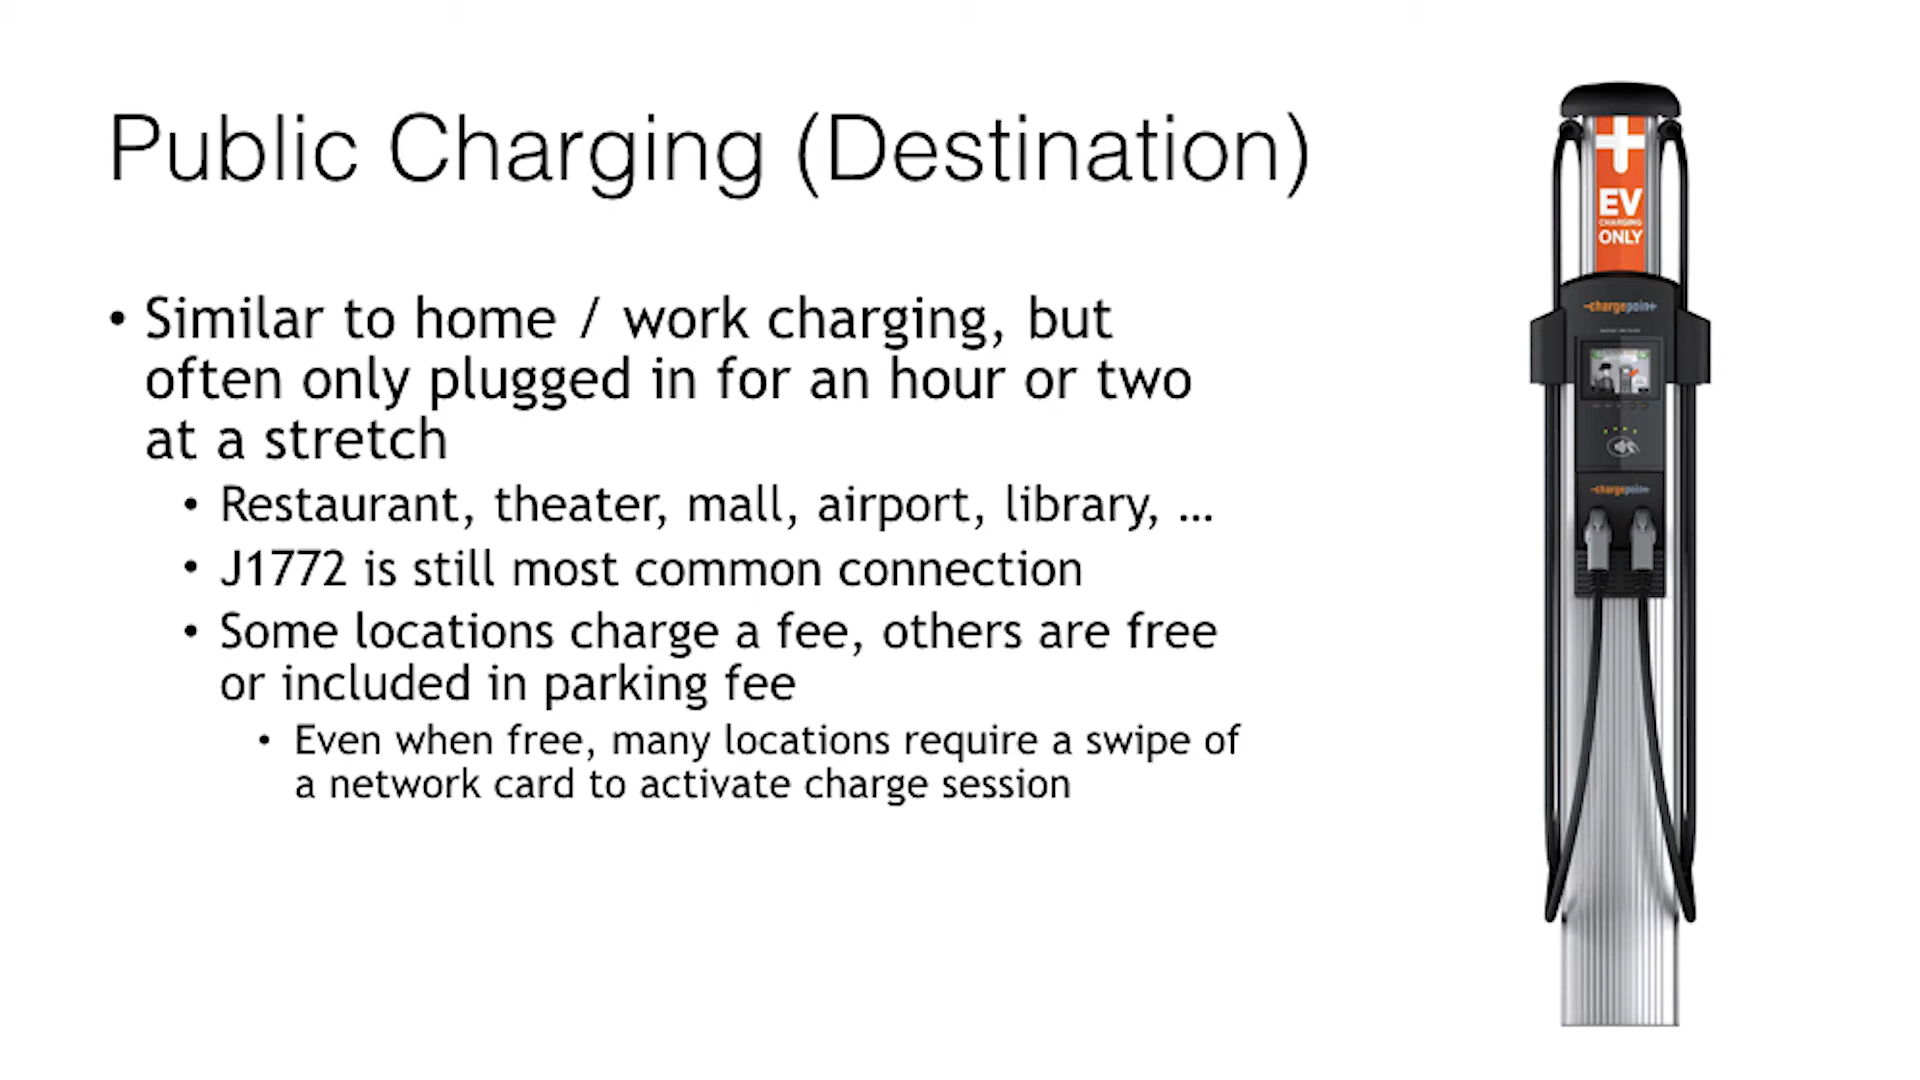 Public Charging (Destination)
• Similar to home / work charging, but
often only plugged in for an hour or two
at a stretch
• Restaurant, theater, mall, airport, library, ...
• J1772 is still most common connection
• Some locations charge a fee, others are free
or included in parking fee
• Even when free, many locations require a swipe of
a network card to activate charge session
EV
CHARGING
ONLY
chargepoin+
chargepoin+